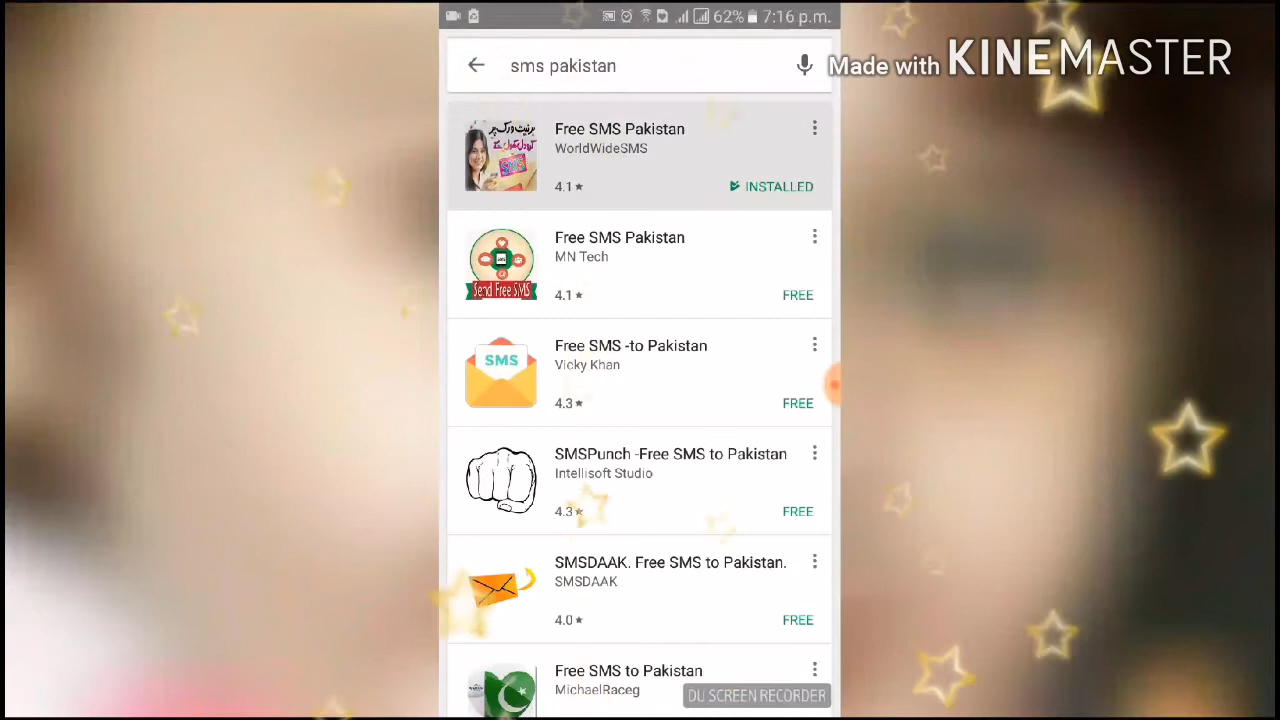 62% 7:16 p.m.
sms pakistan
Made with KINEMASTER
Free SMS Pakistan
WorldWideSMS
4.1★
INSTALLED
Free SMS Pakistan
MN Tech
Send Free SMS
4.1★
FREE
Free SMS -to Pakistan
SMS
Vicky Khan
4.3★
FREE
SMSPunch -Free SMS to Pakistan
Intellisoft Studio
4.3★
FREE
SMSDAAK. Free SMS to Pakistan.
SMSDAAK
4.0★
FREE
Free SMS to Pakistan
MichaelRaceg
DU SCREEN RECORDER